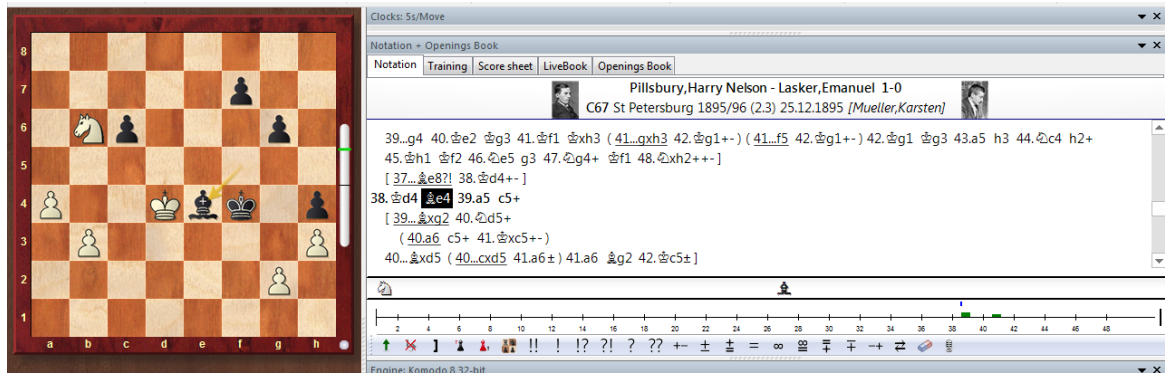 Clocks: 5s/Move
Notation + Openings Book
Notation Training Score sheet LiveBook Openings Book
Pillsbury,Harry Nelson - Lasker,Emanuel 1-0
C67 St Petersburg 1895/96 (2.3) 25.12.1895 [Mueller,Karsten]
39...g4 40.♔e2 ♔g3 41.♔f1 ♔xh3 ( 41...gxh3 42.♔g1+- ) ( 41...f5 42.♔g1+- ) 42.♔g1 ♔g3 43.a5 h3 44.♘c4 h2+
45.♔h1 ♔f2 46.♘e5 g3 47.♘g4+ ♔f1 48.♘xh2++- ]
[ 37...♗e8?! 38.♔d4+- ]
38.♔d4 ♗e4 39.a5 c5+
[ 39...♗xg2 40.♘d5+
( 40.a6 c5+ 41.♔xc5+- )
40...♗xd5 ( 40...cxd5 41.a6± ) 41.a6 ♗g2 42.♔c5± ]
8
7
6
5
4
3
2
1
a b c d e f g h
2 4 6 8 10 12 14 16 18 20 22 24 26 28 30 32 34 36 38 40 42 44 46 48
] !! ! !? ?! ? ?? +- ± ⩲ = ∞ ⯹ ∓ ⩱ -+ ⇄
Engine: Komodo 8 32-bit